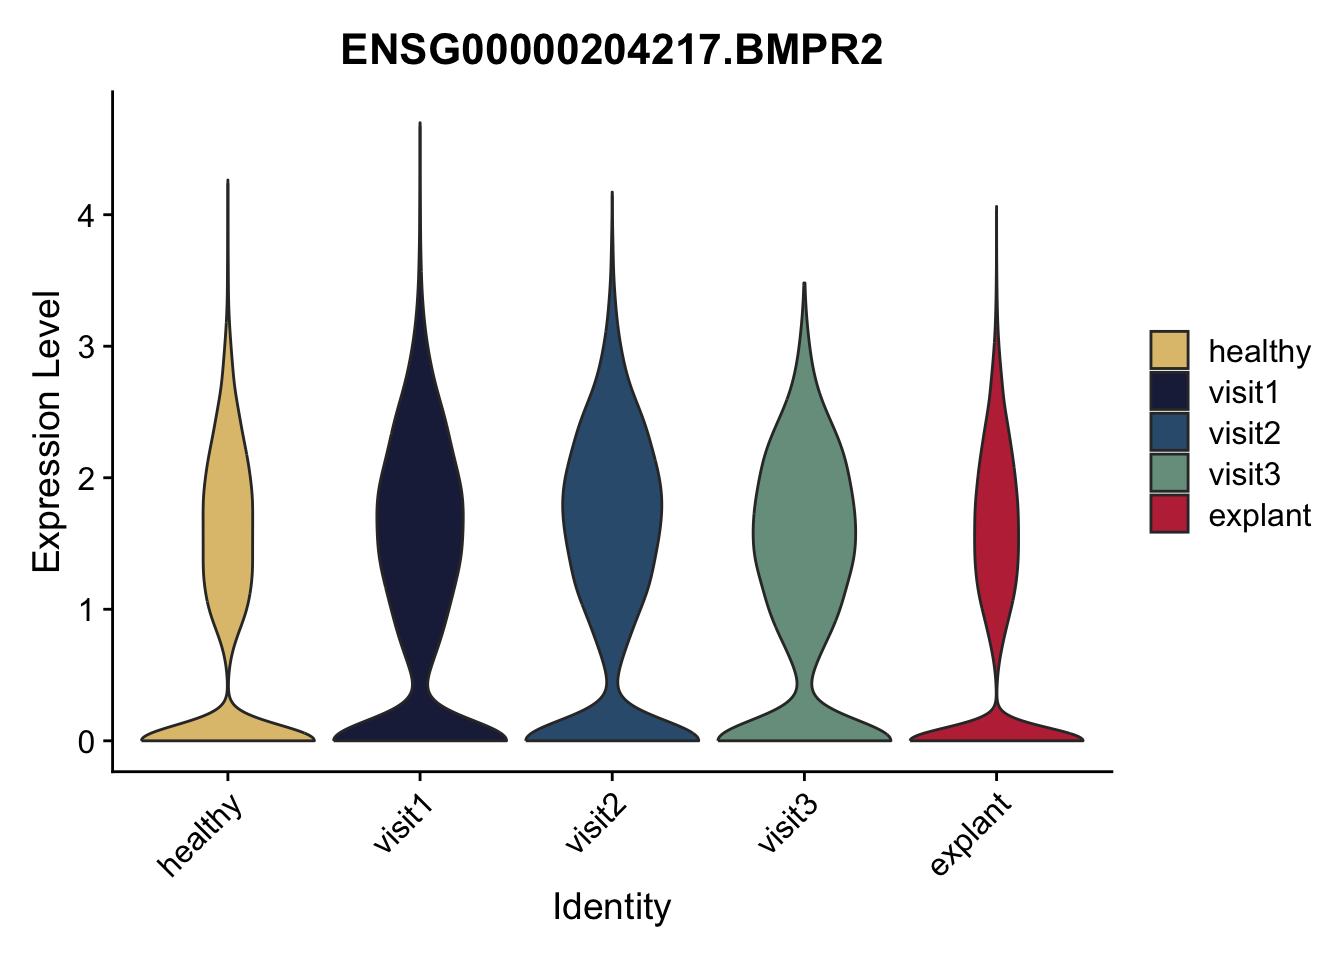 ENSG00000204217.BMPR2
Expression Level
4
3
2
1
0
healthy
visit1
visit2
visit3
explant
Identity
healthy
visit1
visit2
visit3
explant